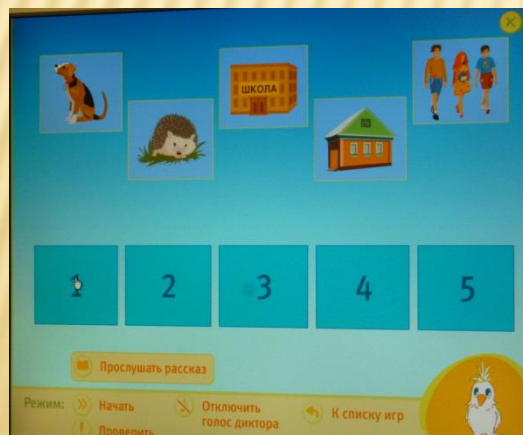 ШКОЛА
1 2 3 4 5
Прослушать рассказ
Режим: Начать Отключить голос диктора К списку игр
Проверить